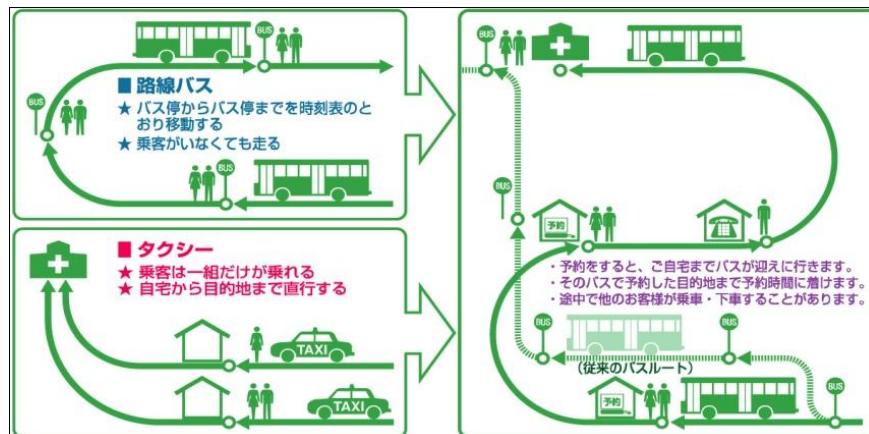 BUS
■ 路線バス
★ バス停からバス停までを時刻表のと
おり移動する
★ 乗客がいなくても走る
BUS
BUS
■ タクシー
★ 乗客は一組だけが乗れる
★ 自宅から目的地まで直行する
TAXI
TAXI
BUS
BUS
予約
・予約をすると、ご自宅までバスが迎えに行きます。
・そのバスで予約した目的地まで予約時間に着けます。
・途中で他のお客様が乗車・下車することがあります。
BUS
BUS
(従来のバスルート)
予約
BUS